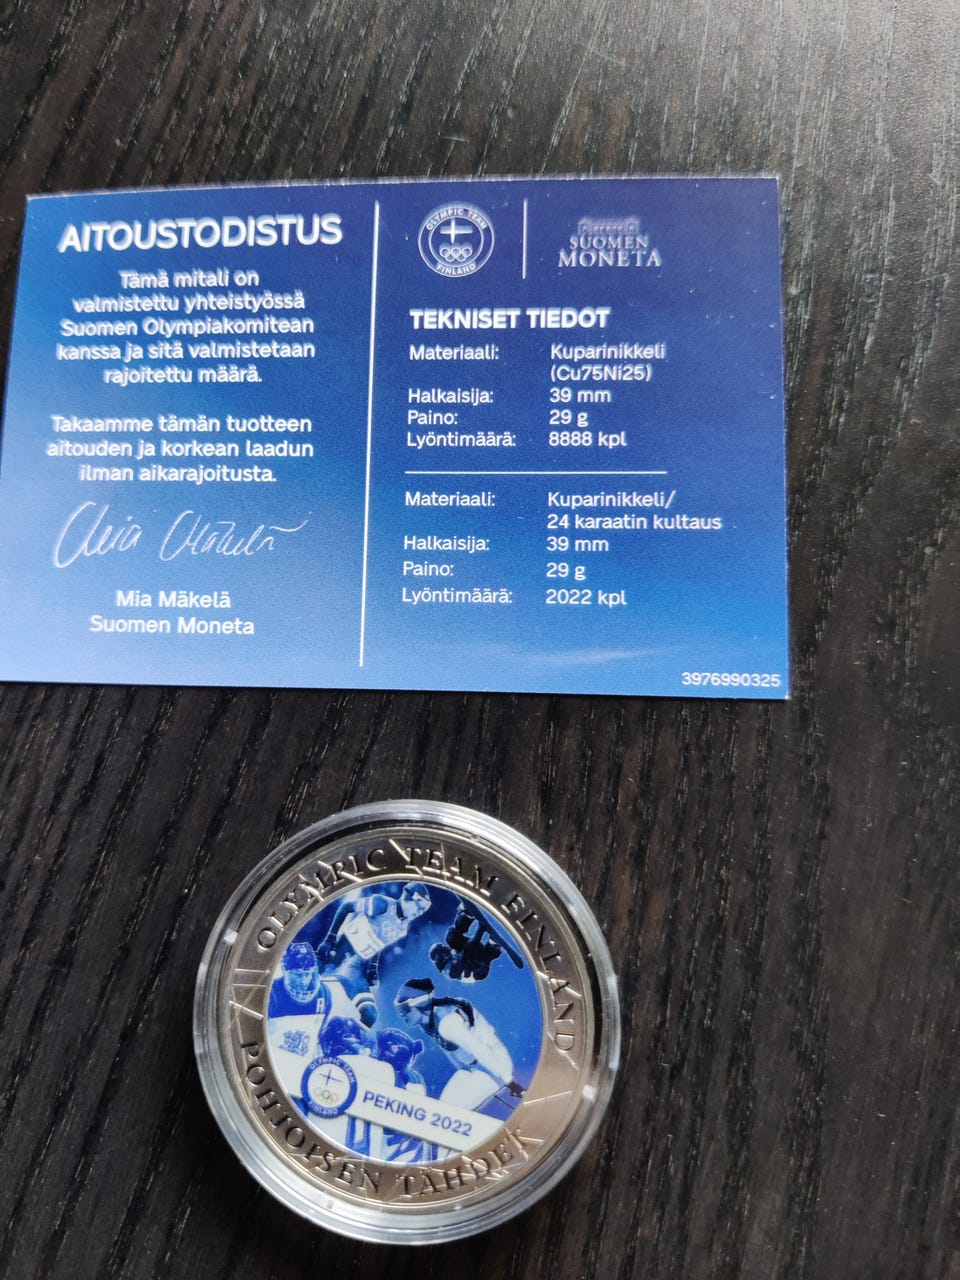 AITOUSTODISTUS
Tämä mitali on
valmistettu yhteistyössä
Suomen Olympiakomitean
kanssa ja sitä valmistetaan
rajoitettu määrä.
Takaamme tämän tuotteen
aitouden ja korkean laadun
ilman aikarajoitusta.
Mia Mäkelä
Mia Mäkelä
Suomen Moneta
OLYMPIC TEAM
FINLAND
SUOMEN
MONETA
TEKNISET TIEDOT
Materiaali: Kuparinikkeli
(Cu75Ni25)
Halkaisija: 39 mm
Paino: 29 g
Lyöntimäärä: 8888 kpl
Materiaali: Kuparinikkeli/
24 karaatin kultaus
Halkaisija: 39 mm
Paino: 29 g
Lyöntimäärä: 2022 kpl
3976990325
OLYMPIC TEAM FINLAND
OLYMPIC TEAM
FINLAND
PEKING 2022
POHJOISEN TÄHDET